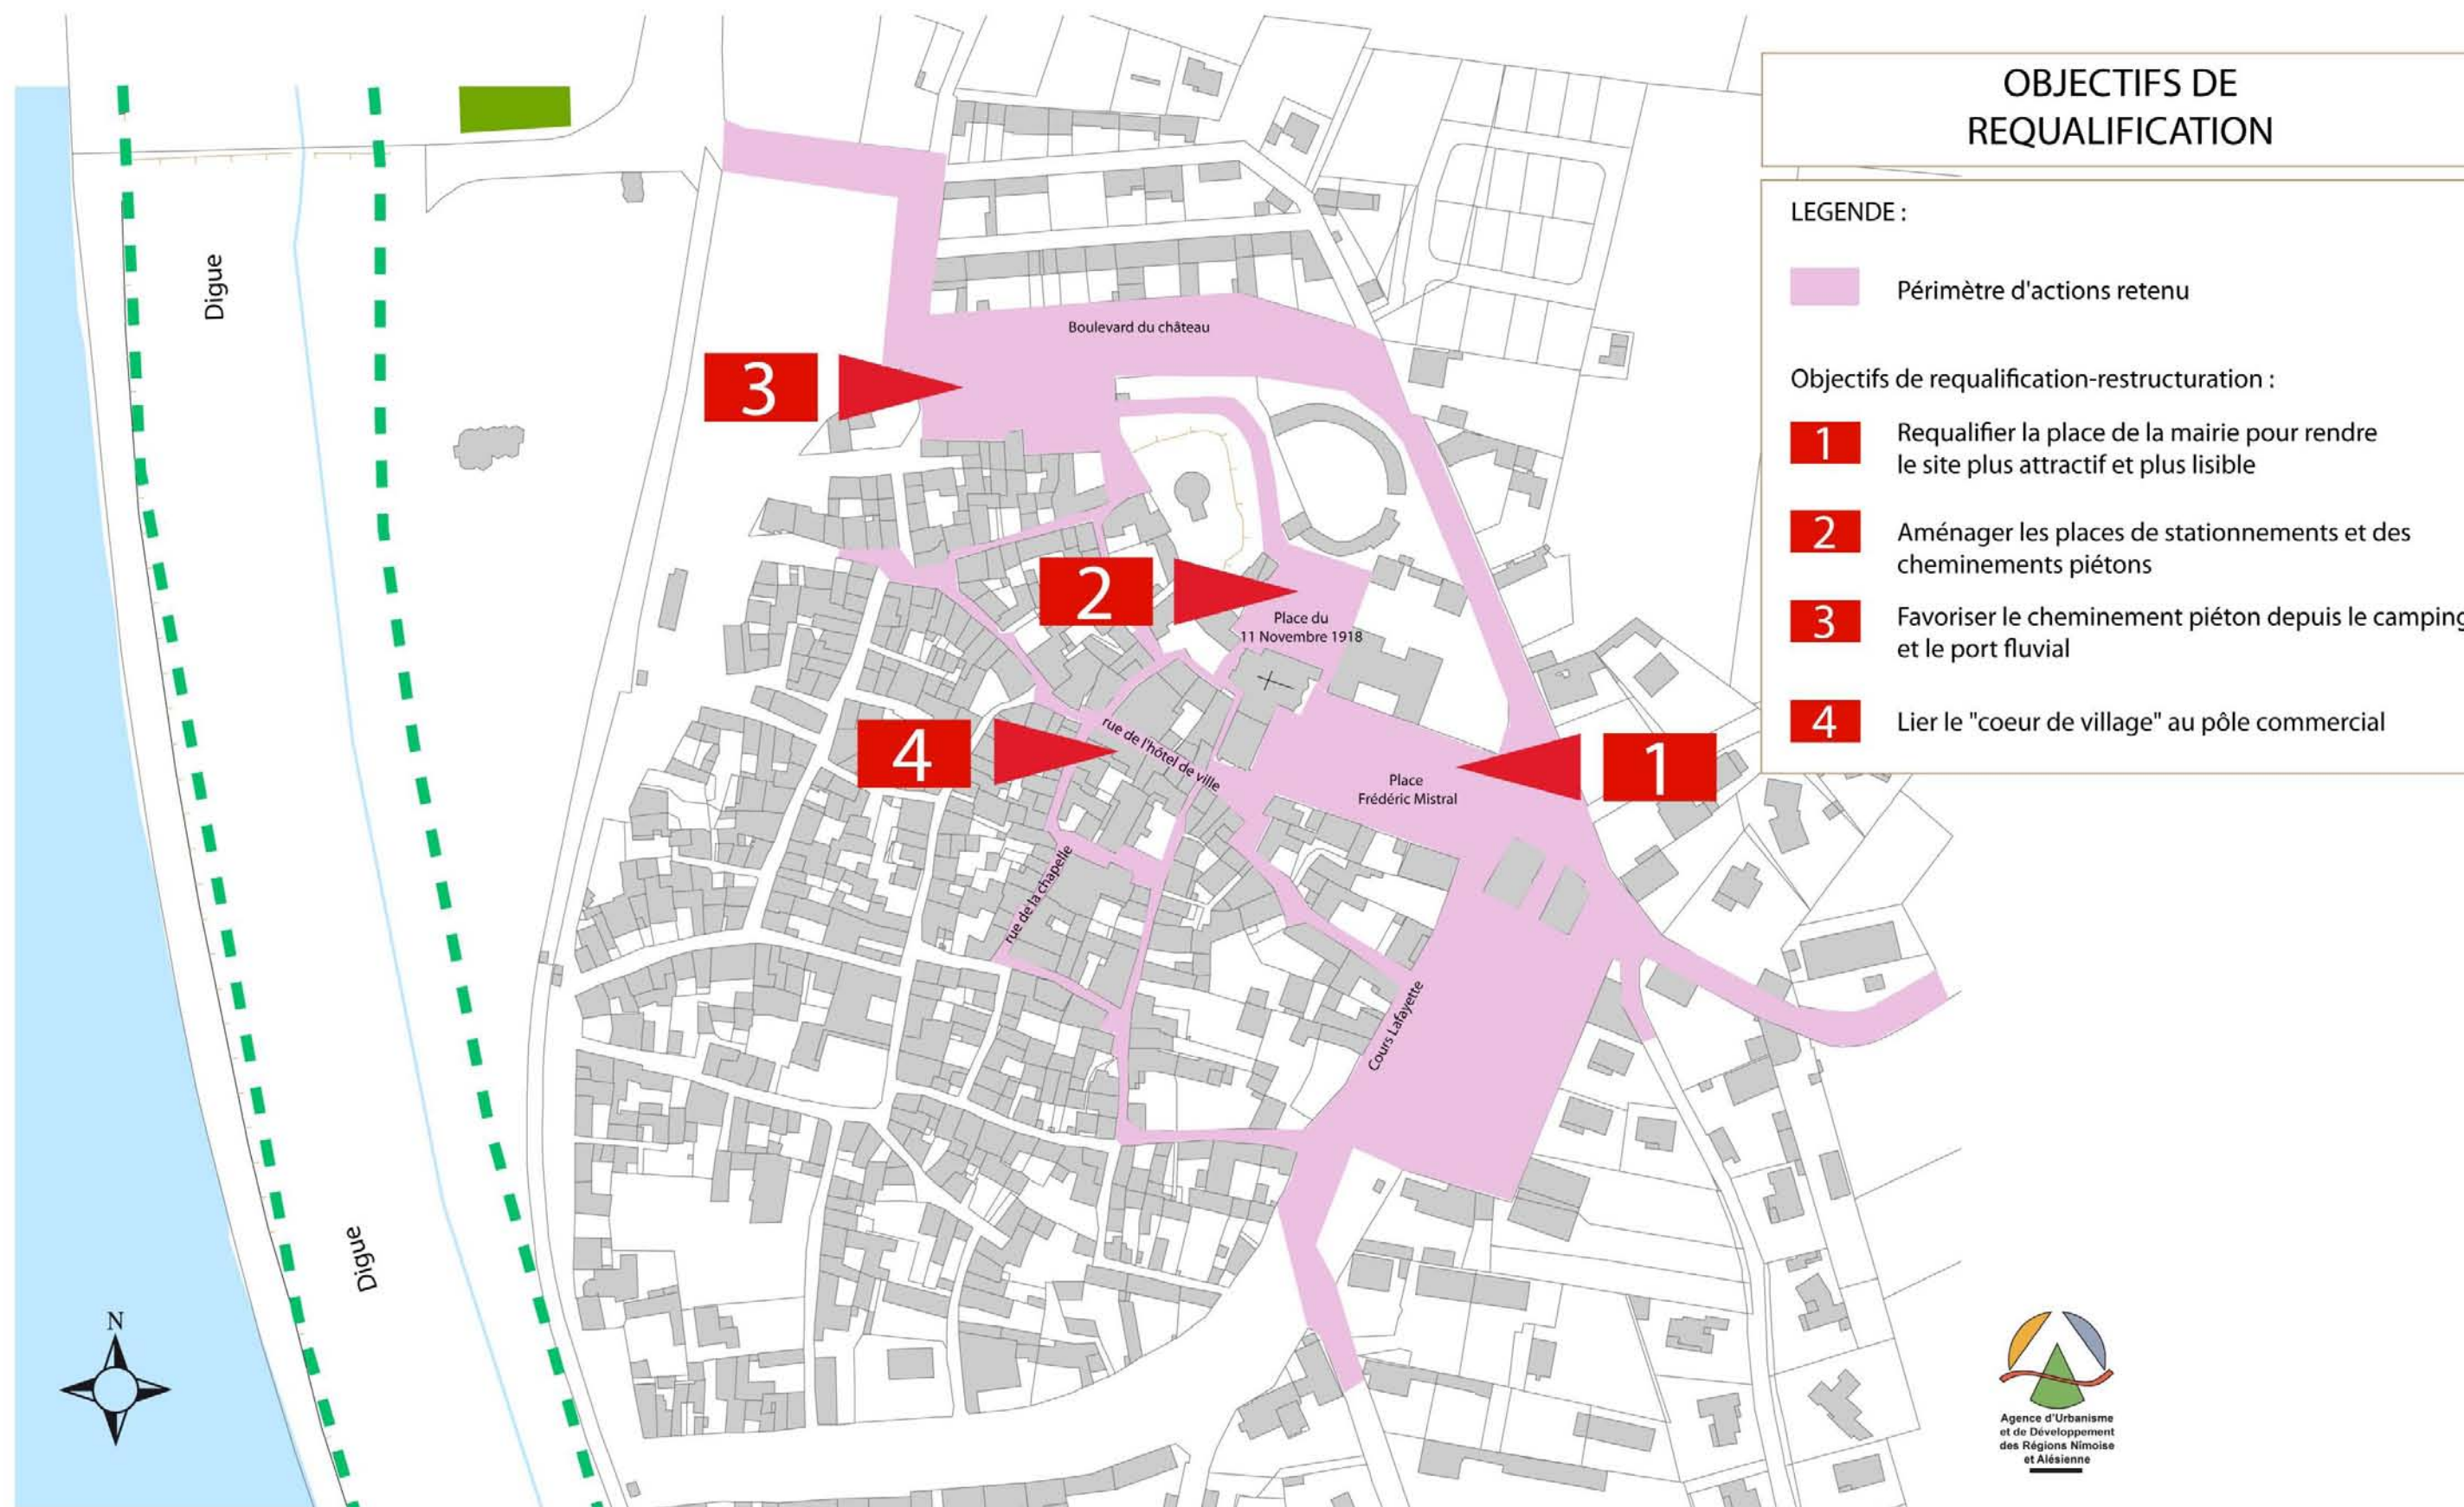 OBJECTIFS DE
REQUALIFICATION
LEGENDE :
Périmètre d'actions retenu
Objectifs de requalification-restructuration :
1
Requalifier la place de la mairie pour rendre
le site plus attractif et plus lisible
2
Aménager les places de stationnements et des
cheminements piétons
3
Favoriser le cheminement piéton depuis le camping
et le port fluvial
4
Lier le "coeur de village" au pôle commercial
Digue
Boulevard du château
3
2
Place du
11 Novembre 1918
4
rue de l'hôtel de ville
1
Place
Frédéric Mistral
rue de la chapelle
Cours Lafayette
Digue
N
Agence d'Urbanisme
et de Développement
des Régions Nîmoise
et Alésienne